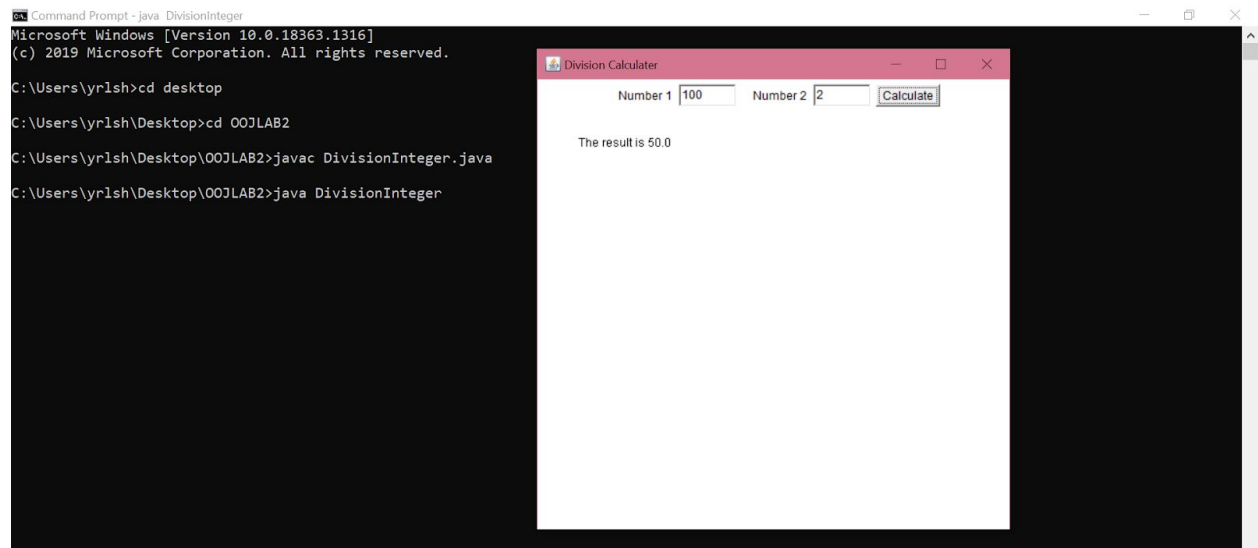 Command Prompt - java  DivisionInteger
Microsoft Windows [Version 10.0.18363.1316]
(c) 2019 Microsoft Corporation. All rights reserved.
C:\Users\yrlsh>cd desktop
C:\Users\yrlsh\Desktop>cd OOJLAB2
C:\Users\yrlsh\Desktop\OOJLAB2>javac DivisionInteger.java
C:\Users\yrlsh\Desktop\OOJLAB2>java DivisionInteger
Division Calculater
Number 1 100 Number 2 2 Calculate
The result is 50.0